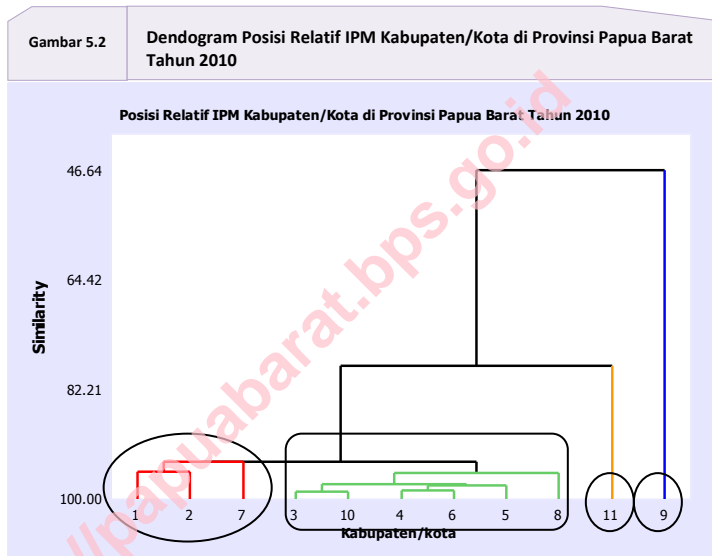 Gambar 5.2
Dendogram Posisi Relatif IPM Kabupaten/Kota di Provinsi Papua Barat
Tahun 2010
Posisi Relatif IPM Kabupaten/Kota di Provinsi Papua Barat Tahun 2010
46.64
64.42
82.21
100.00
Similarity
1 2 7 3 10 4 6 5 8 11 9
Kabupaten/kota
//papuabarat.bps.go.id